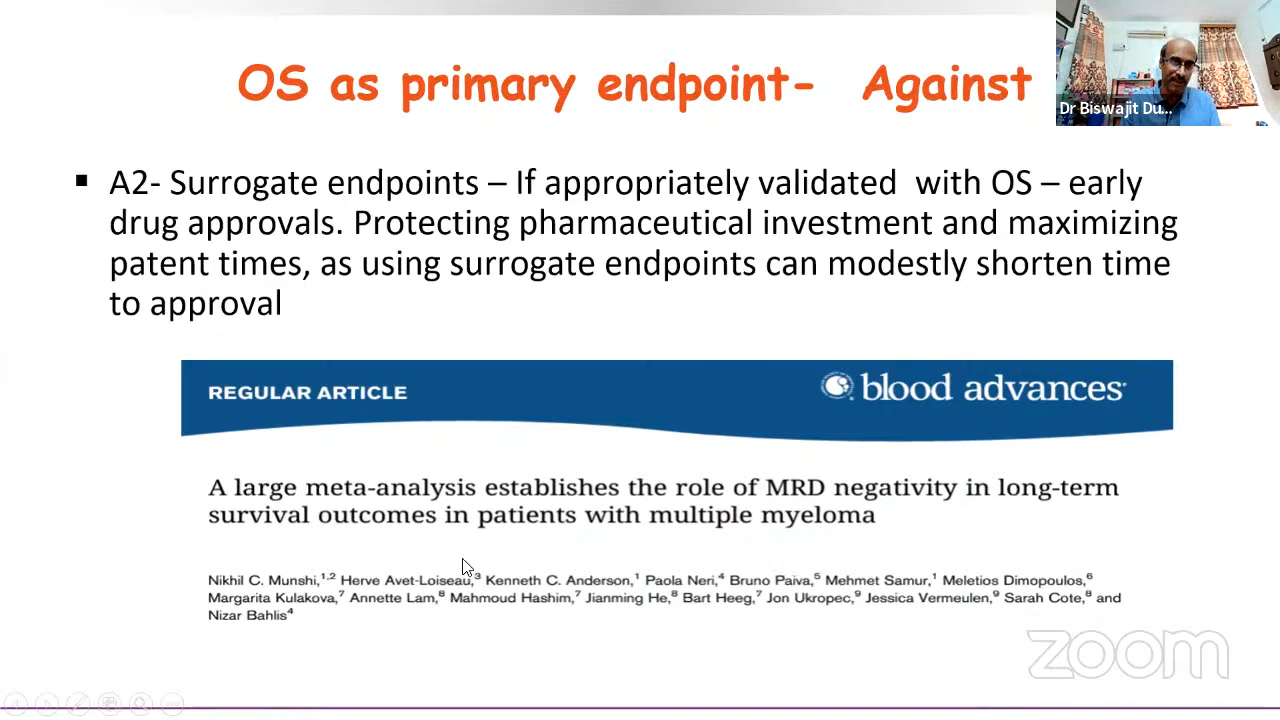 OS as primary endpoint- Against
Dr Biswajit Du...
▪ A2- Surrogate endpoints – If appropriately validated with OS – early
drug approvals. Protecting pharmaceutical investment and maximizing
patent times, as using surrogate endpoints can modestly shorten time
to approval
REGULAR ARTICLE
blood advances®
A large meta-analysis establishes the role of MRD negativity in long-term
survival outcomes in patients with multiple myeloma
Nikhil C. Munshi,1,2 Herve Avet-Loiseau,3 Kenneth C. Anderson,1 Paola Neri,4 Bruno Paiva,5 Mehmet Samur,1 Meletios Dimopoulos,6
Margarita Kulakova,7 Annette Lam,8 Mahmoud Hashim,7 Jianming He,8 Bart Heeg,7 Jon Ukropec,9 Jessica Vermeulen,9 Sarah Cote,8 and
Nizar Bahlis4
zoom